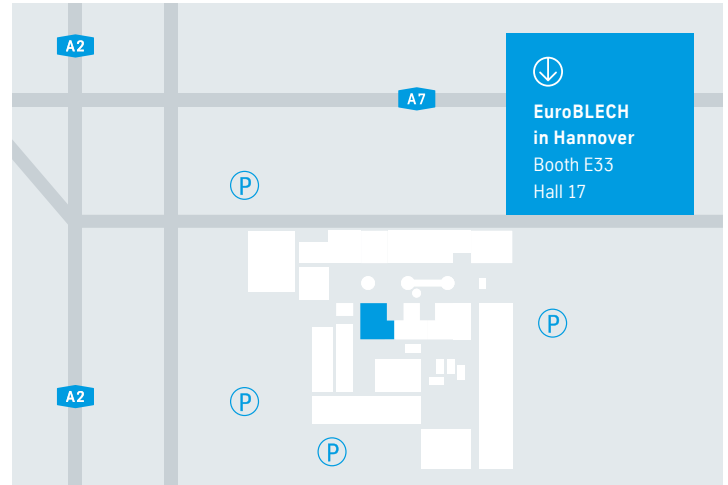 A2
A7
EuroBLECH
in Hannover
Booth E33
Hall 17
P
P
A2
P
P